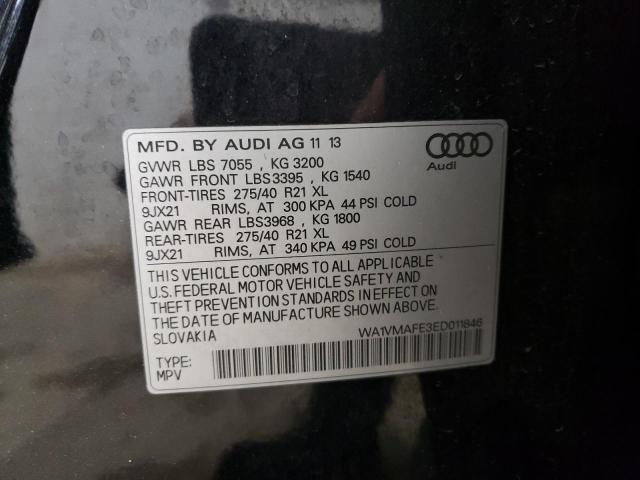 MFD. BY AUDI AG 11 13
GVWR LBS 7055 , KG 3200
GAWR FRONT LBS3395 , KG 1540
FRONT-TIRES 275/40 R21 XL
9JX21 RIMS, AT 300 KPA 44 PSI COLD
GAWR REAR LBS3968 , KG 1800
REAR-TIRES 275/40 R21 XL
9JX21 RIMS, AT 340 KPA 49 PSI COLD
THIS VEHICLE CONFORMS TO ALL APPLICABLE
U.S. FEDERAL MOTOR VEHICLE SAFETY AND
THEFT PREVENTION STANDARDS IN EFFECT ON
THE DATE OF MANUFACTURE SHOWN ABOVE.
SLOVAKIA
WA1VMAFE3ED011846
TYPE:
MPV
Audi